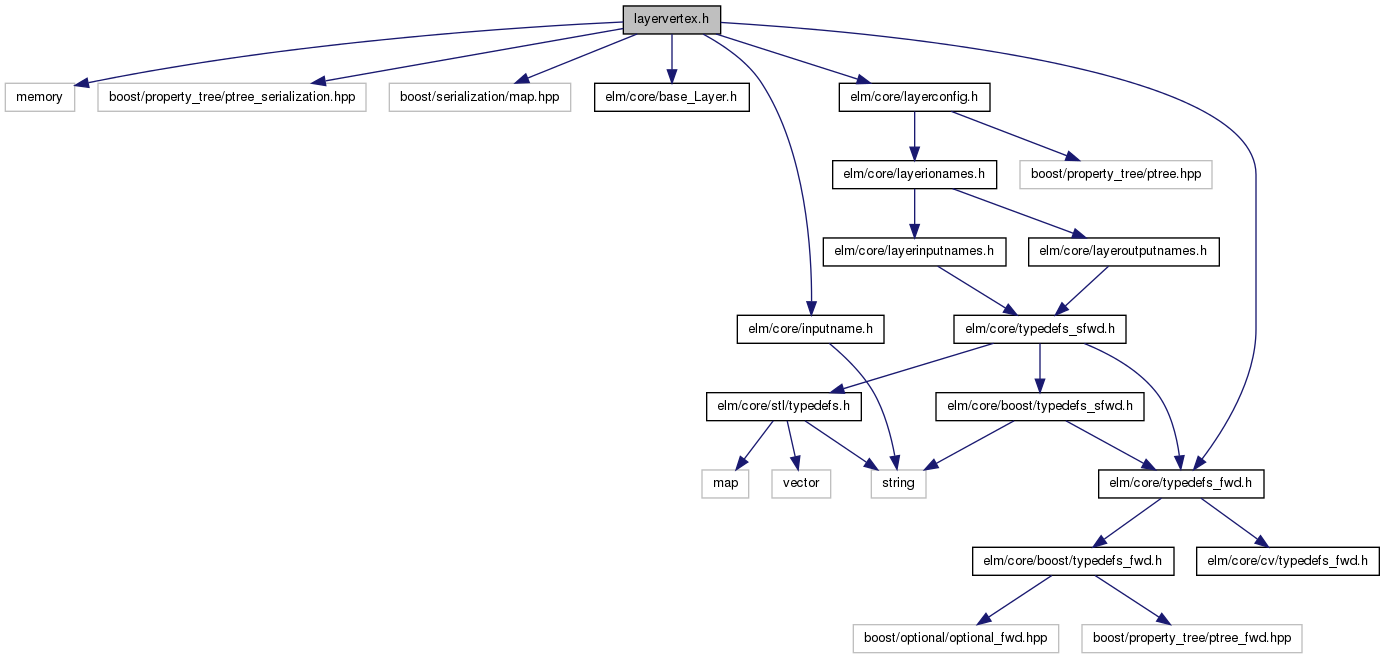 layervertex.h
memory
boost/property_tree/ptree_serialization.hpp
boost/serialization/map.hpp
elm/core/base_Layer.h
elm/core/layerconfig.h
elm/core/layerionames.h
boost/property_tree/ptree.hpp
elm/core/layerinputnames.h
elm/core/layeroutputnames.h
elm/core/inputname.h
elm/core/typedefs_sfwd.h
elm/core/stl/typedefs.h
elm/core/boost/typedefs_sfwd.h
map
vector
string
elm/core/typedefs_fwd.h
elm/core/boost/typedefs_fwd.h
elm/core/cv/typedefs_fwd.h
boost/optional/optional_fwd.hpp
boost/property_tree/ptree_fwd.hpp